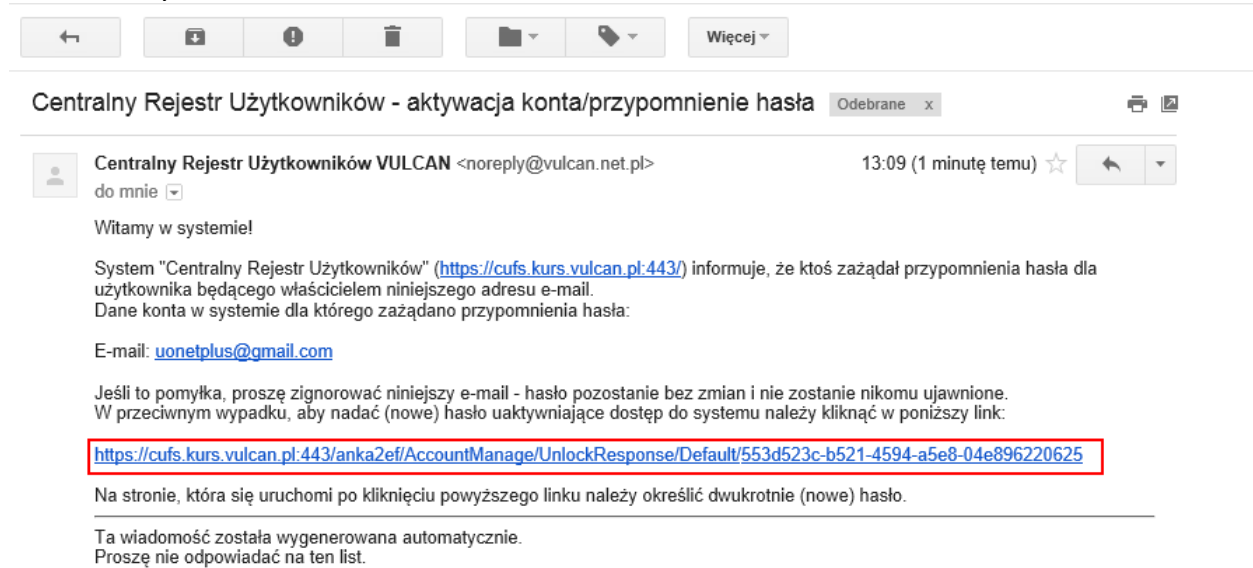 Więcej
Centralny Rejestr Użytkowników - aktywacja konta/przypomnienie hasła Odebrane x
Centralny Rejestr Użytkowników VULCAN <noreply@vulcan.net.pl> 13:09 (1 minutę temu)
do mnie
Witamy w systemie!
System "Centralny Rejestr Użytkowników" (https://cufs.kurs.vulcan.pl:443/) informuje, że ktoś zażądał przypomnienia hasła dla
użytkownika będącego właścicielem niniejszego adresu e-mail.
Dane konta w systemie dla którego zażądano przypomnienia hasła:
E-mail: uonetplus@gmail.com
Jeśli to pomyłka, proszę zignorować niniejszy e-mail - hasło pozostanie bez zmian i nie zostanie nikomu ujawnione.
W przeciwnym wypadku, aby nadać (nowe) hasło uaktywniające dostęp do systemu należy kliknąć w poniższy link:
https://cufs.kurs.vulcan.pl:443/anka2ef/AccountManage/UnlockResponse/Default/553d523c-b521-4594-a5e8-04e896220625
Na stronie, która się uruchomi po kliknięciu powyższego linku należy określić dwukrotnie (nowe) hasło.
Ta wiadomość została wygenerowana automatycznie.
Proszę nie odpowiadać na ten list.